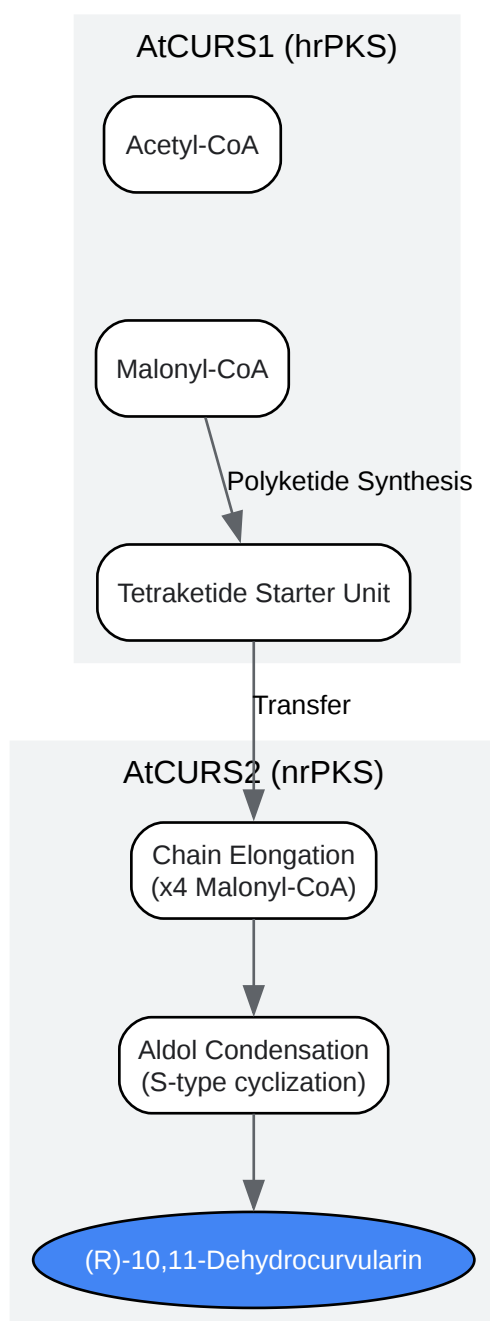 AtCURS1 (hrPKS)
Acetyl-CoA
Malonyl-CoA
Polyketide Synthesis
Tetraketide Starter Unit
Transfer
AtCURS2 (nrPKS)
Chain Elongation
(x4 Malonyl-CoA)
Aldol Condensation
(S-type cyclization)
(R)-10,11-Dehydrocurvularin